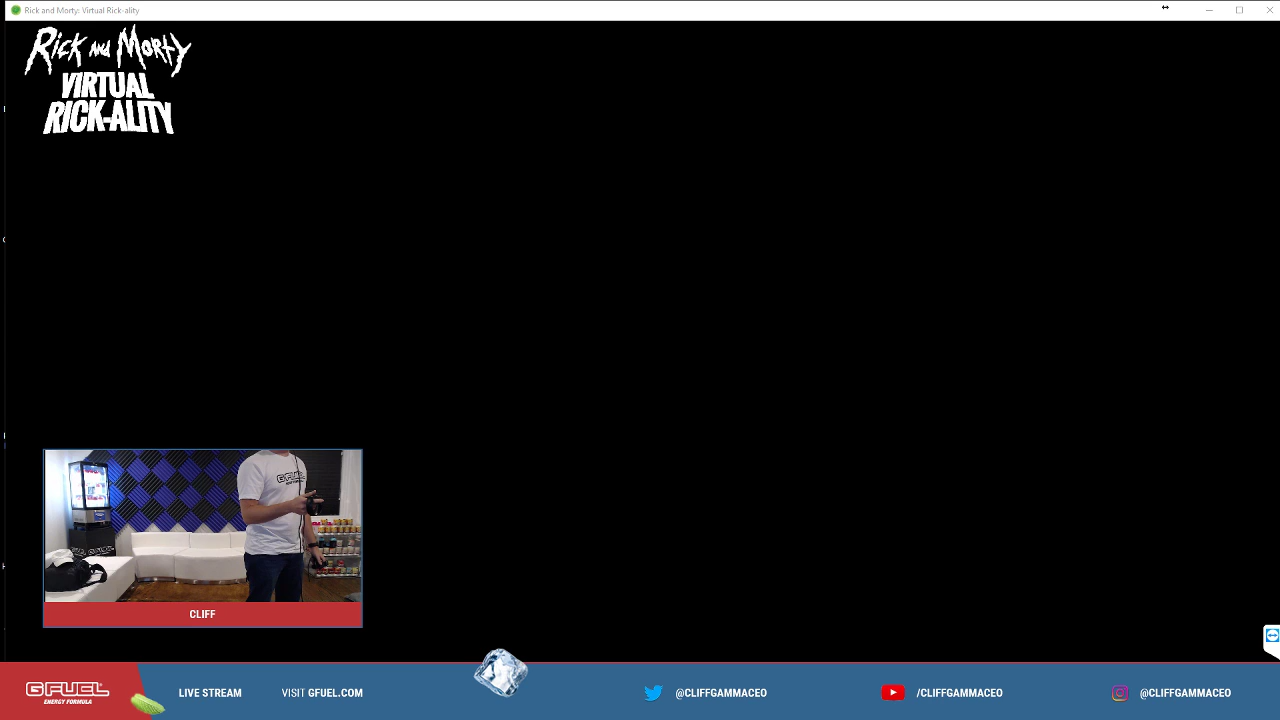 Rick and Morty: Virtual Rick-ality
Rick and Morty
VIRTUAL
RICK-ALITY
GFUEL
CLIFF
GFUEL
ENERGY FORMULA
LIVE STREAM
VISIT GFUEL.COM
@CLIFFGAMMACEO
/CLIFFGAMMACEO
@CLIFFGAMMACEO